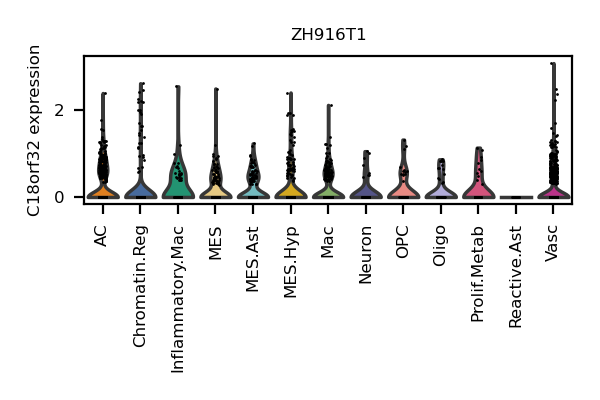 ZH916T1
C18orf32 expression
2
0
AC
Chromatin.Reg
Inflammatory.Mac
MES
MES.Ast
MES.Hyp
Mac
Neuron
OPC
Oligo
Prolif.Metab
Reactive.Ast
Vasc